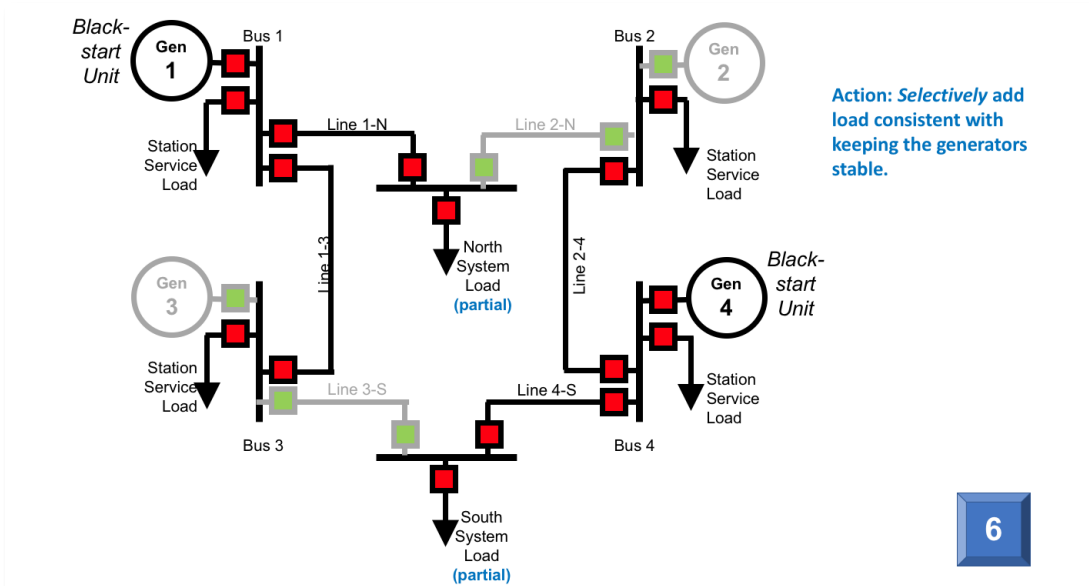 Black-
start
Unit
Gen
1
Bus 1
Bus 2
Gen
2
Action: Selectively add
load consistent with
keeping the generators
stable.
Line 1-N
Line 2-N
Station
Service
Load
Station
Service
Load
Line 1-3
North
System
Load
(partial)
Line 2-4
Gen
3
Gen
4
Black-
start
Unit
Station
Service
Load
Line 3-S
Line 4-S
Station
Service
Load
Bus 3
Bus 4
South
System
Load
(partial)
6